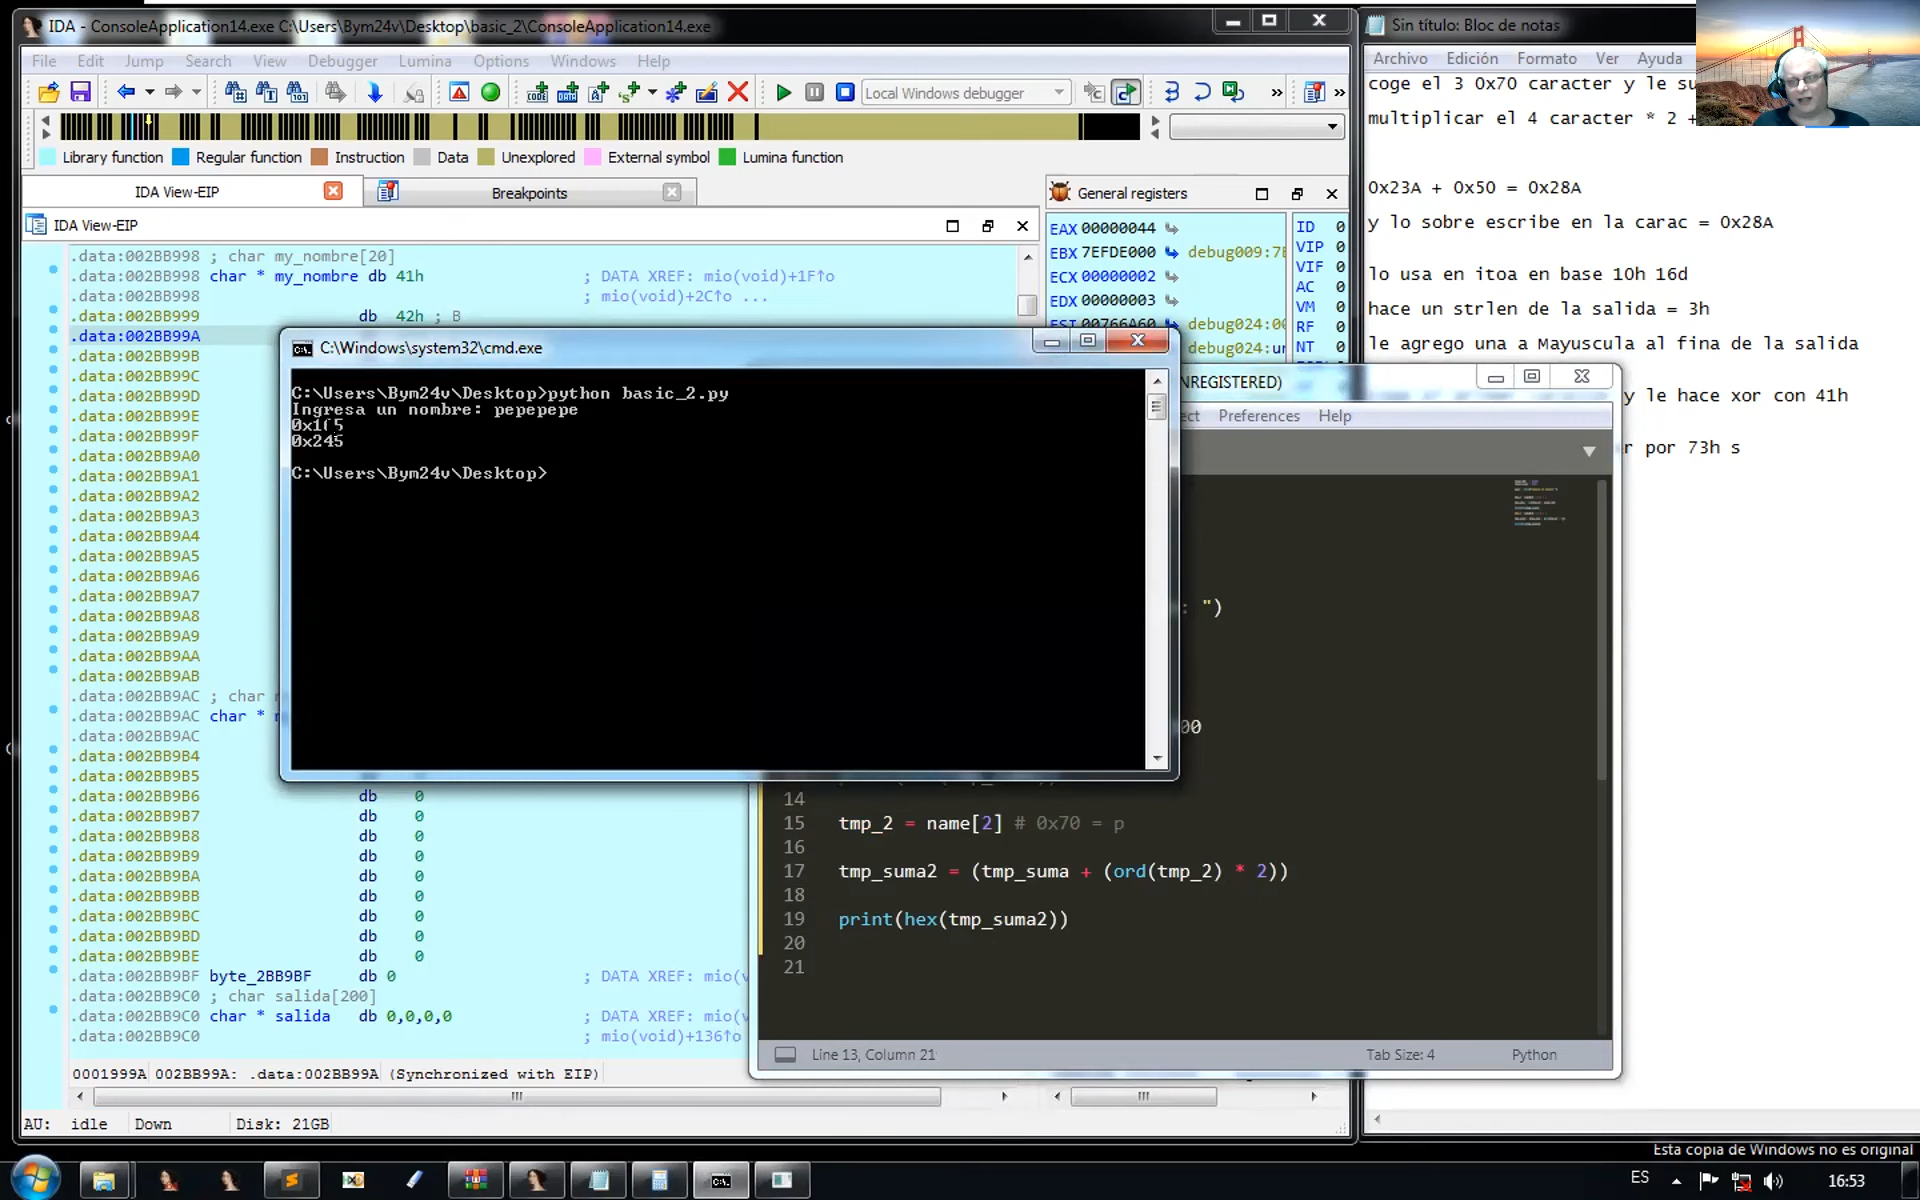 IDA - ConsoleApplication14.exe C:\Users\Bym24v\Desktop\basic_2\ConsoleApplication14.exe
File Edit Jump Search View Debugger Lumina Options Windows Help
Local Windows debugger
Library function Regular function Instruction Data Unexplored External symbol Lumina function
IDA View-EIP
Breakpoints
IDA View-EIP
.data:002BB998 ; char my_nombre[20]
.data:002BB998 char * my_nombre db 41h ; DATA XREF: mio(void)+1F↑o
.data:002BB998 ; mio(void)+2C↑o ...
.data:002BB999 db 42h ; B
.data:002BB99A
.data:002BB99B
.data:002BB99C
.data:002BB99D
.data:002BB99E
.data:002BB99F
.data:002BB9A0
.data:002BB9A1
.data:002BB9A2
.data:002BB9A3
.data:002BB9A4
.data:002BB9A5
.data:002BB9A6
.data:002BB9A7
.data:002BB9A8
.data:002BB9A9
.data:002BB9AA
.data:002BB9AB
.data:002BB9AC ; char
.data:002BB9AC char *
.data:002BB9AC
.data:002BB9B4
.data:002BB9B5
.data:002BB9B6 db 0
.data:002BB9B7 db 0
.data:002BB9B8 db 0
.data:002BB9B9 db 0
.data:002BB9BA db 0
.data:002BB9BB db 0
.data:002BB9BC db 0
.data:002BB9BD db 0
.data:002BB9BE db 0
.data:002BB9BF byte_2BB9BF db 0 ; DATA XREF: mio(v
.data:002BB9C0 ; char salida[200]
.data:002BB9C0 char * salida db 0,0,0,0 ; DATA XREF: mio(v
.data:002BB9C0 ; mio(void)+136↑o
0001999A 002BB99A: .data:002BB99A (Synchronized with EIP)
AU: idle Down Disk: 21GB
General registers
EAX 00000044
EBX 7EFDE000 debug009:7E
ECX 00000002
EDX 00000003
EST 00766A60 debug024:00
debug024:ur
ID 0
VIP 0
VIF 0
AC 0
VM 0
RF 0
NT 0
C:\Windows\system32\cmd.exe
C:\Users\Bym24v\Desktop>python basic_2.py
Ingresa un nombre: pepepepe
0x245
C:\Users\Bym24v\Desktop>
NREGISTERED)
ect Preferences Help
: ")
00
14
15 tmp_2 = name[2] # 0x70 = p
16
17 tmp_suma2 = (tmp_suma + (ord(tmp_2) * 2))
18
19 print(hex(tmp_suma2))
20
21
Line 13, Column 21 Tab Size: 4 Python
Sin título: Bloc de notas
Archivo Edición Formato Ver Ayuda
coge el 3 0x70 caracter y le su
multiplicar el 4 caracter * 2 +
0x23A + 0x50 = 0x28A
y lo sobre escribe en la carac = 0x28A
lo usa en itoa en base 10h 16d
hace un strlen de la salida = 3h
le agrego una a Mayuscula al fina de la salida
y le hace xor con 41h
r por 73h s
Esta copia de Windows no es original
ES 16:53